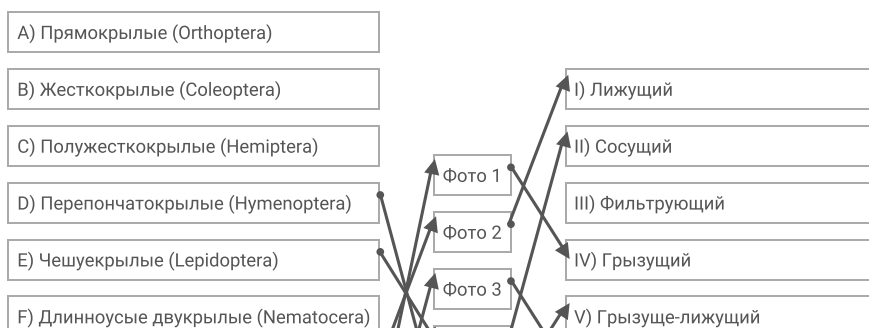 A) Прямокрылые (Orthoptera)
B) Жесткокрылые (Coleoptera)
C) Полужесткокрылые (Hemiptera)
D) Перепончатокрылые (Hymenoptera)
E) Чешуекрылые (Lepidoptera)
F) Длинноусые двукрылые (Nematocera)
Фото 1
Фото 2
Фото 3
I) Лижущий
II) Сосущий
III) Фильтрующий
IV) Грызущий
V) Грызуще-лижущий